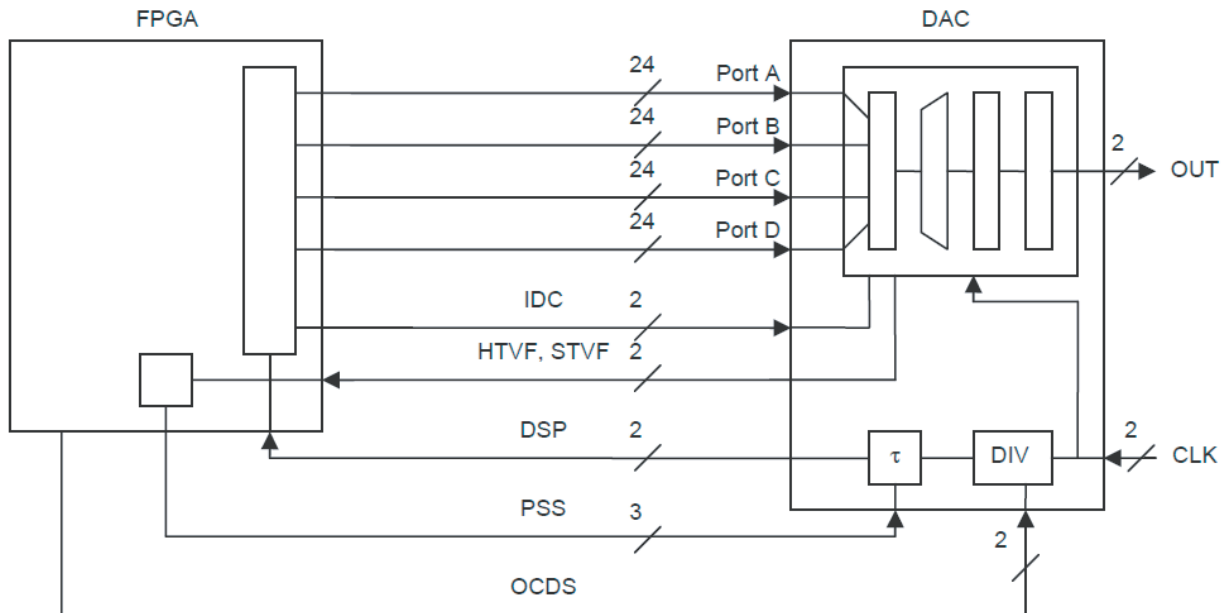 FPGA DAC
24 Port A
24 Port B
2
OUT
24 Port C
24 Port D
IDC 2
HTVF, STVF 2
DSP 2
τ DIV
2
CLK
PSS 3
2
OCDS